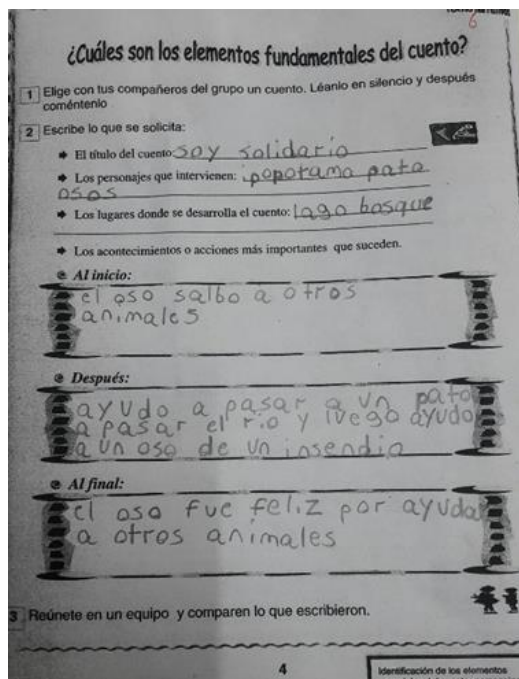 6
¿Cuáles son los elementos fundamentales del cuento?
1 Elige con tus compañeros del grupo un cuento. Léanlo en silencio y después
coméntenlo
2 Escribe lo que se solicita:
El título del cuento: soy solidario
Los personajes que intervienen: ipopotama pato
osos
Los lugares donde se desarrolla el cuento: lago bosque
Los acontecimientos o acciones más importantes que suceden.
Al inicio:
el oso salbo a otros
animales
Después:
ayudo a pasar a un pato
a pasar el rio y luego ayudo
a un oso de un insendio
Al final:
el oso fue feliz por ayudar
a otros animales
3 Reúnete en un equipo y comparen lo que escribieron.
4
Identificación de los elementos